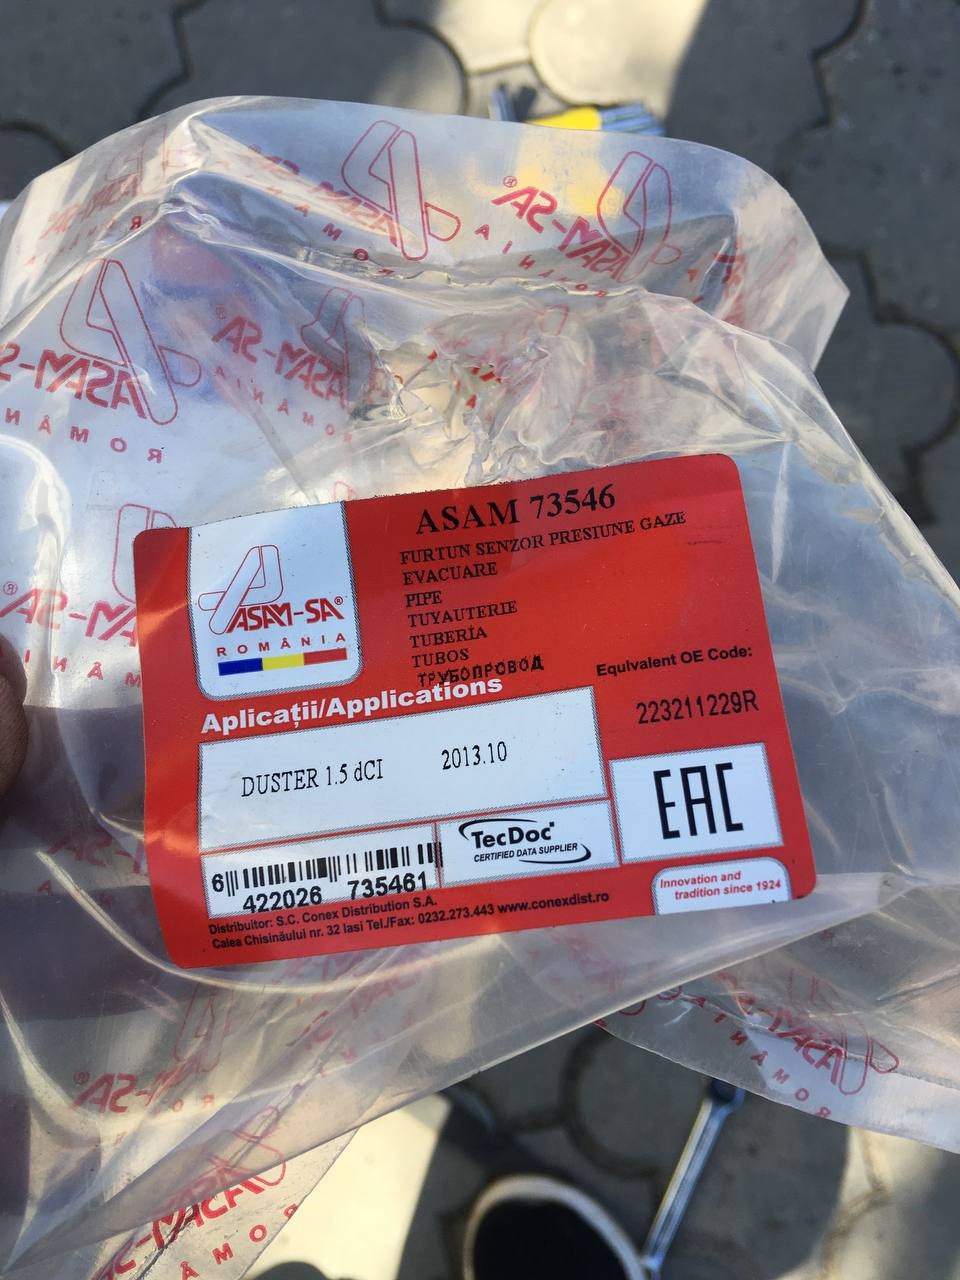 ASAM 73546
FURTUN SENZOR PRESIUNE GAZE
EVACUARE
PIPE
TUYAUTERIE
TUBERÍA
TUBOS
ТРУБОПРОВОД
ASAM-SA®
ROMÂNIA
Equivalent OE Code:
223211229R
Aplicații/Applications
DUSTER 1.5 dCI 2013.10
EAC
TecDoc
CERTIFIED DATA SUPPLIER
6 422026 735461
Innovation and
tradition since 1924
Distribuitor: S.C. Conex Distribution S.A.
Calea Chisinăului nr. 32 Iasi Tel./Fax: 0232.273.443 www.conexdist.ro